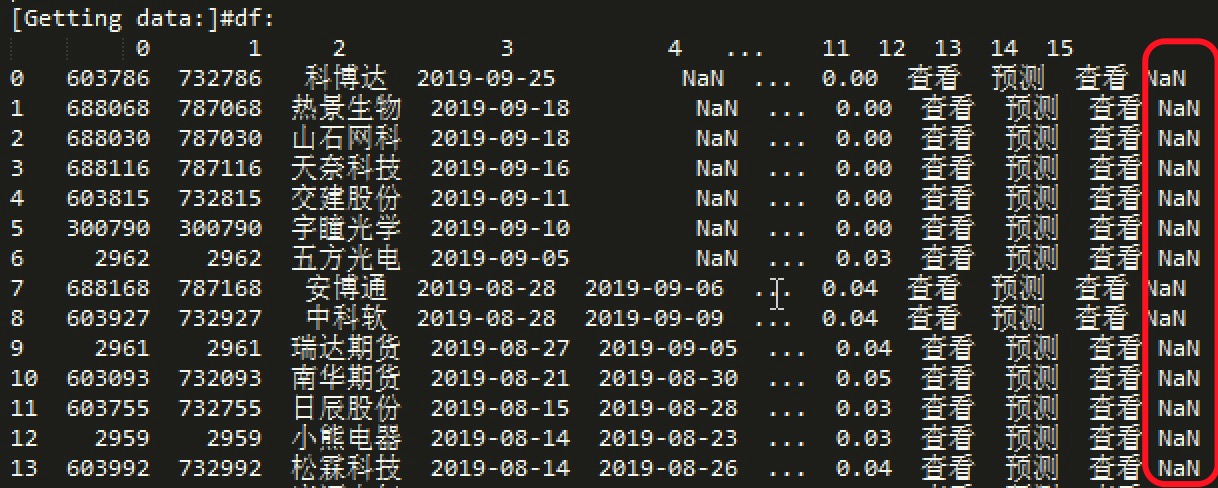 [Getting data:]#df:
0 1 2 3 4 ... 11 12 13 14 15
0 603786 732786 科博达 2019-09-25 NaN ... 0.00 查看 预测 查看 NaN
1 688068 787068 热景生物 2019-09-18 NaN ... 0.00 查看 预测 查看 NaN
2 688030 787030 山石网科 2019-09-18 NaN ... 0.00 查看 预测 查看 NaN
3 688116 787116 天奈科技 2019-09-16 NaN ... 0.00 查看 预测 查看 NaN
4 603815 732815 交建股份 2019-09-11 NaN ... 0.00 查看 预测 查看 NaN
5 300790 300790 宇瞳光学 2019-09-10 NaN ... 0.00 查看 预测 查看 NaN
6 2962 2962 五方光电 2019-09-05 NaN ... 0.03 查看 预测 查看 NaN
7 688168 787168 安博通 2019-08-28 2019-09-06 ... 0.04 查看 预测 查看 NaN
8 603927 732927 中科软 2019-08-28 2019-09-09 ... 0.04 查看 预测 查看 NaN
9 2961 2961 瑞达期货 2019-08-27 2019-09-05 ... 0.04 查看 预测 查看 NaN
10 603093 732093 南华期货 2019-08-21 2019-08-30 ... 0.05 查看 预测 查看 NaN
11 603755 732755 日辰股份 2019-08-15 2019-08-28 ... 0.03 查看 预测 查看 NaN
12 2959 2959 小熊电器 2019-08-14 2019-08-23 ... 0.03 查看 预测 查看 NaN
13 603992 732992 松霖科技 2019-08-14 2019-08-26 ... 0.04 查看 预测 查看 NaN